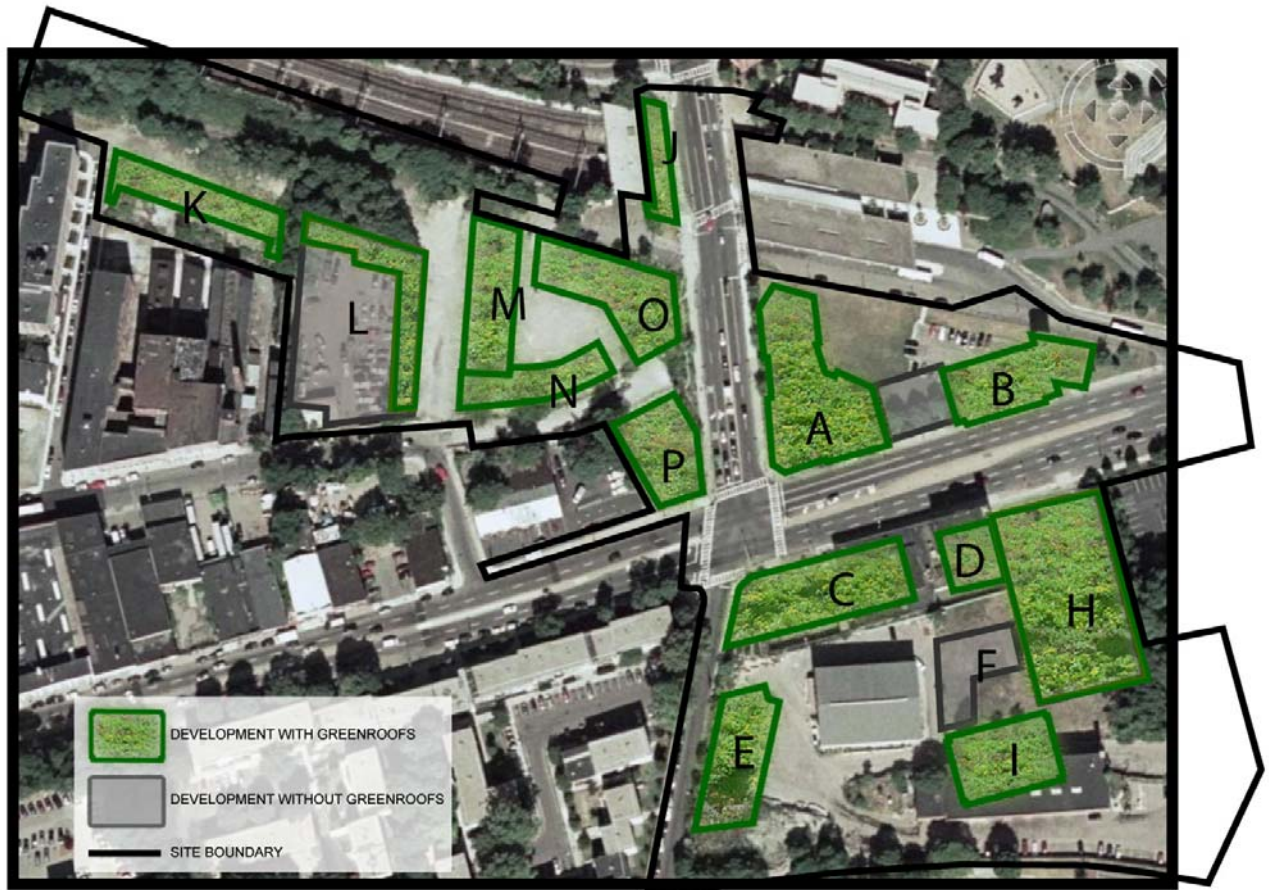 J
K
L
M
O
N
A
B
P
D
C
H
F
E
I
DEVELOPMENT WITH GREENROOFS
DEVELOPMENT WITHOUT GREENROOFS
SITE BOUNDARY